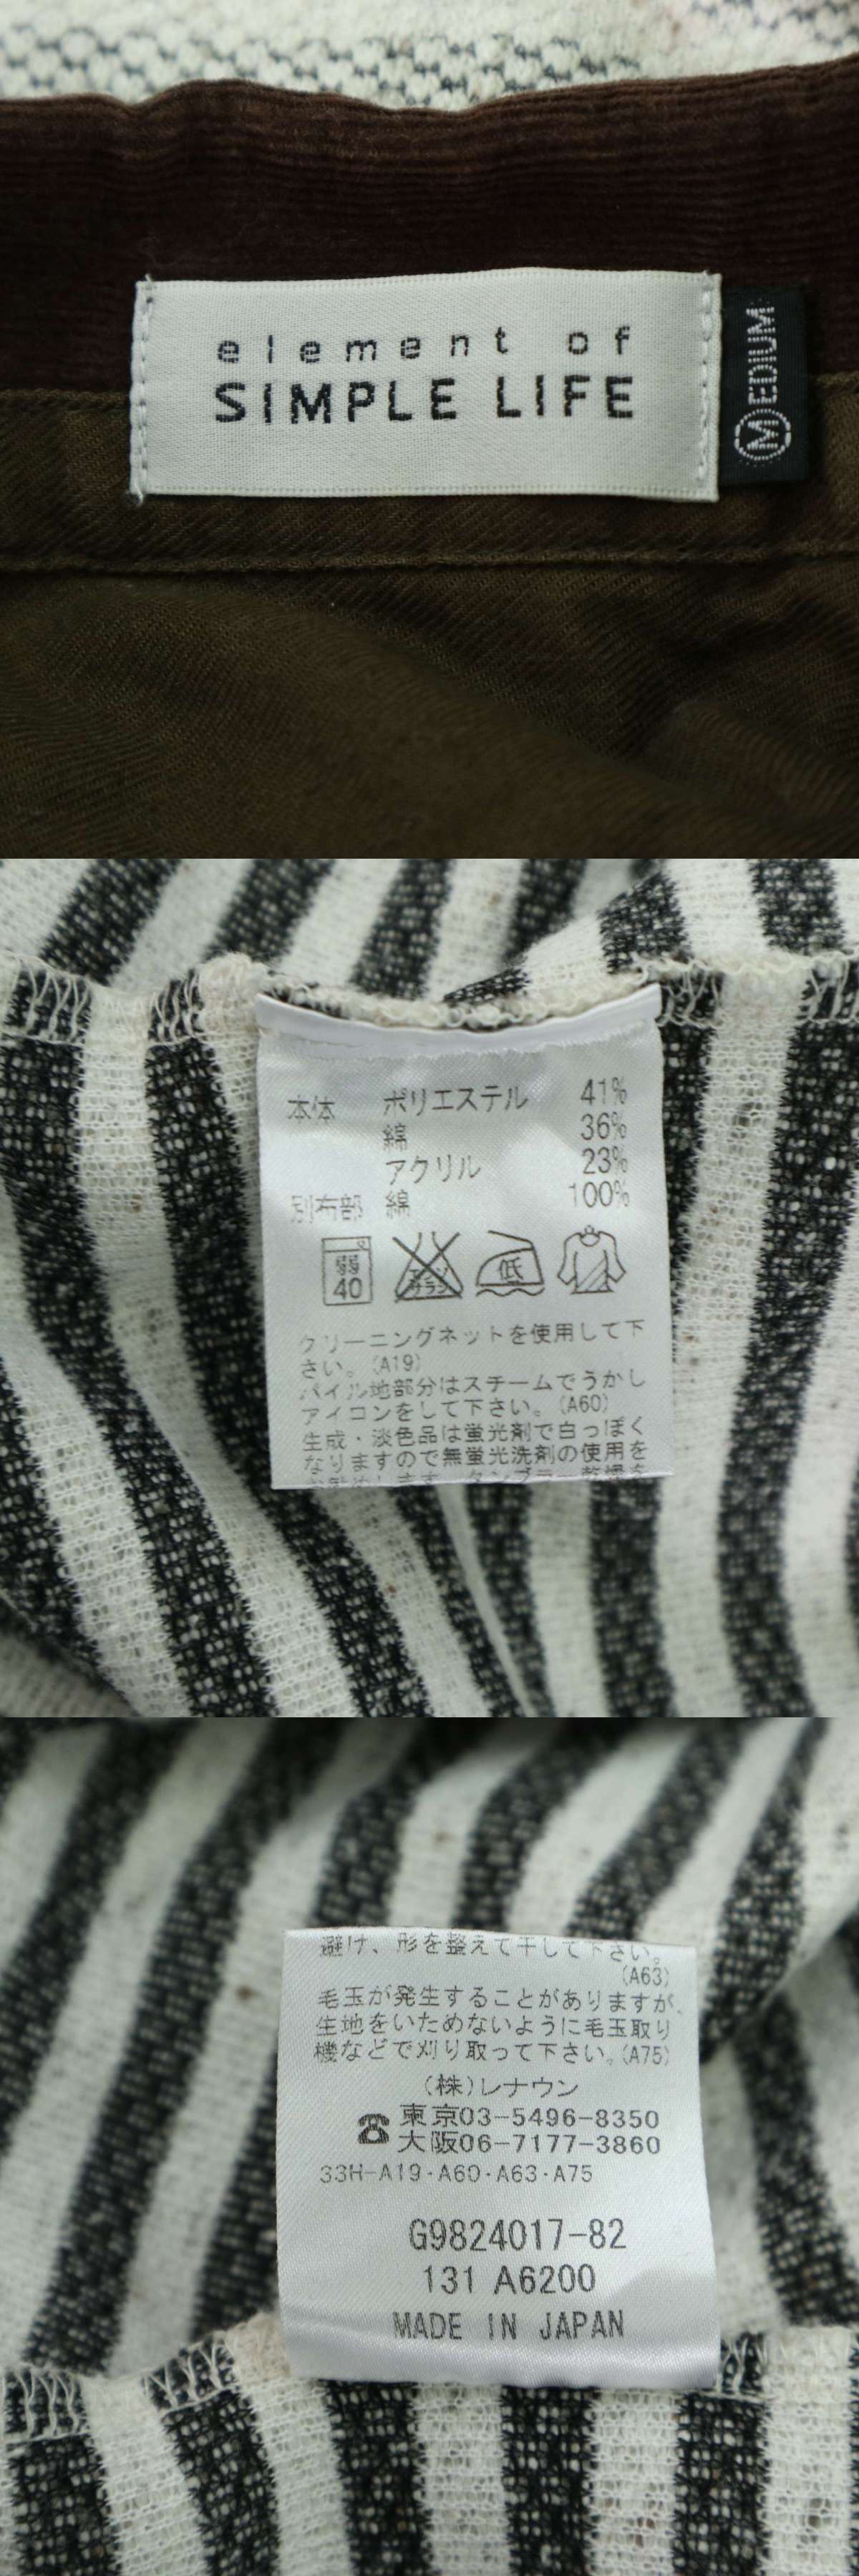 element of
SIMPLE LIFE
MEDIUM
本体 ポリエステル 41%
綿 36%
アクリル 23%
別布部 綿 100%
弱
40
エンソ
サラシ
低
クリーニングネットを使用して下
さい。(A19)
パイル地部分はスチームでうかし
アイロンをして下さい。(A60)
生成・淡色品は蛍光剤で白っぽく
なりますので無蛍光洗剤の使用を
避け、形を整えて干して下さい。
(A63)
毛玉が発生することがありますが、
生地をいためないように毛玉取り
機などで刈り取って下さい。(A75)
(株)レナウン
☎ 東京03-5496-8350
大阪06-7177-3860
33H-A19・A60・A63・A75
G9824017-82
131 A6200
MADE IN JAPAN